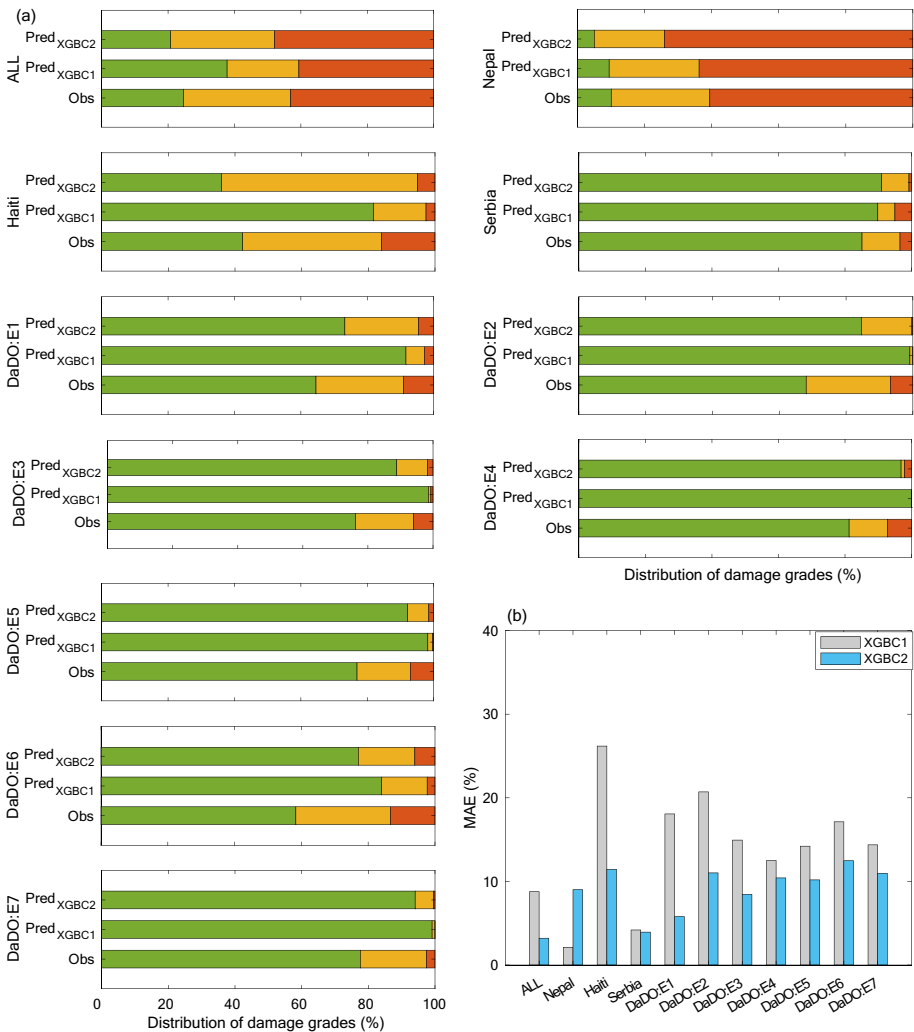 (a)
ALL
Pred XGBC2
Pred XGBC1
Obs
Nepal
Pred XGBC2
Pred XGBC1
Obs
Haiti
Pred XGBC2
Pred XGBC1
Obs
Serbia
Pred XGBC2
Pred XGBC1
Obs
DaDO:E1
Pred XGBC2
Pred XGBC1
Obs
DaDO:E2
Pred XGBC2
Pred XGBC1
Obs
DaDO:E3
Pred XGBC2
Pred XGBC1
Obs
DaDO:E4
Pred XGBC2
Pred XGBC1
Obs
Distribution of damage grades (%)
DaDO:E5
Pred XGBC2
Pred XGBC1
Obs
DaDO:E6
Pred XGBC2
Pred XGBC1
Obs
DaDO:E7
Pred XGBC2
Pred XGBC1
Obs
0 20 40 60 80 100
Distribution of damage grades (%)
(b)
XGBC1
XGBC2
MAE (%)
40
30
20
10
0
ALL Nepal Haiti Serbia DaDO:E1 DaDO:E2 DaDO:E3 DaDO:E4 DaDO:E5 DaDO:E6 DaDO:E7